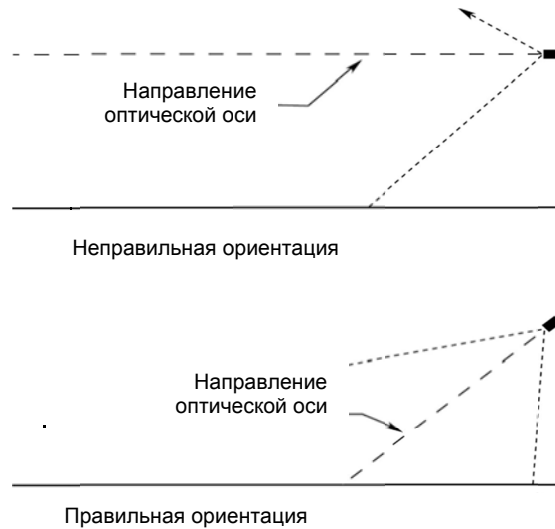 Направление
оптической оси
Неправильная ориентация
Направление
оптической оси
Правильная ориентация